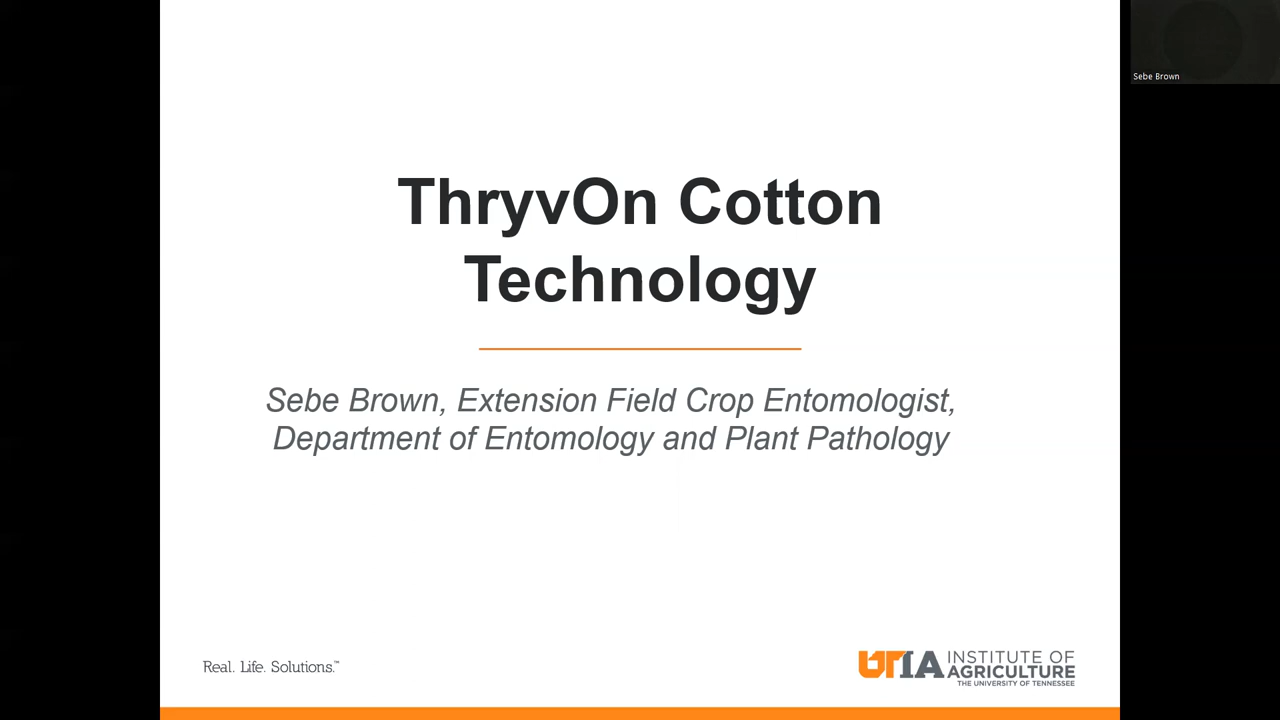 Sebe Brown
ThryvOn Cotton
Technology
Sebe Brown, Extension Field Crop Entomologist,
Department of Entomology and Plant Pathology
Real. Life. Solutions.™
UTIA INSTITUTE OF
AGRICULTURE
THE UNIVERSITY OF TENNESSEE